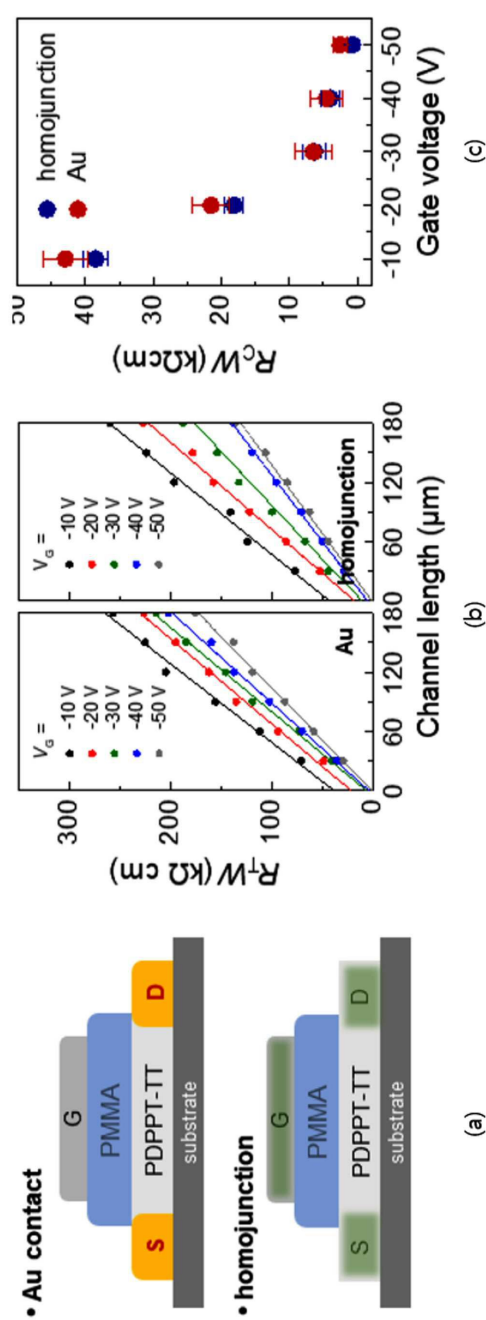 • Au contact
G
PMMA
S
PDPPT-TT
D
substrate
• homojunction
G
PMMA
S
PDPPT-TT
D
substrate
(a)
R_TW (kΩ cm)
300
200
100
0
V_G =
-10 V
-20 V
-30 V
-40 V
-50 V
Au
0 60 120 180
V_G =
-10 V
-20 V
-30 V
-40 V
-50 V
homojunction
60 120 180
Channel length (μm)
(b)
R_CW (kΩcm)
50
40
30
20
10
0
homojunction
Au
-10 -20 -30 -40 -50
Gate voltage (V)
(c)